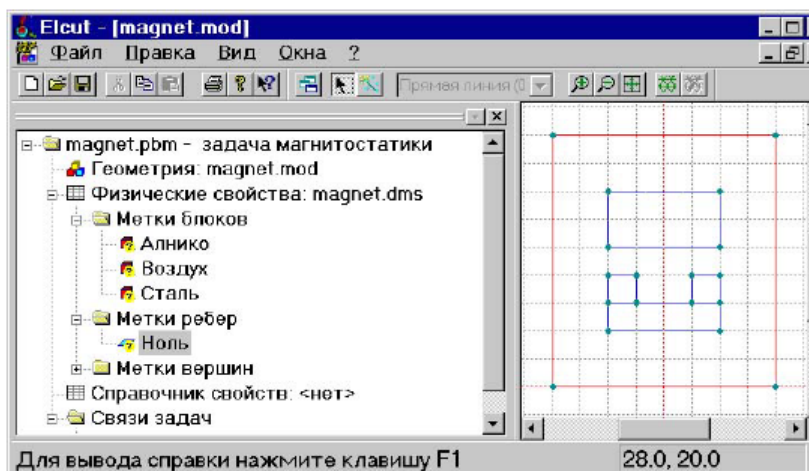 Elcut - [magnet.mod]
Файл Правка Вид Окна ?
Прямая линия (0
magnet.pbm - задача магнитостатики
Геометрия: magnet.mod
Физические свойства: magnet.dms
Метки блоков
Алнико
Воздух
Сталь
Метки ребер
Ноль
Метки вершин
Справочник свойств: <нет>
Связи задач
Для вывода справки нажмите клавишу F1
28.0, 20.0